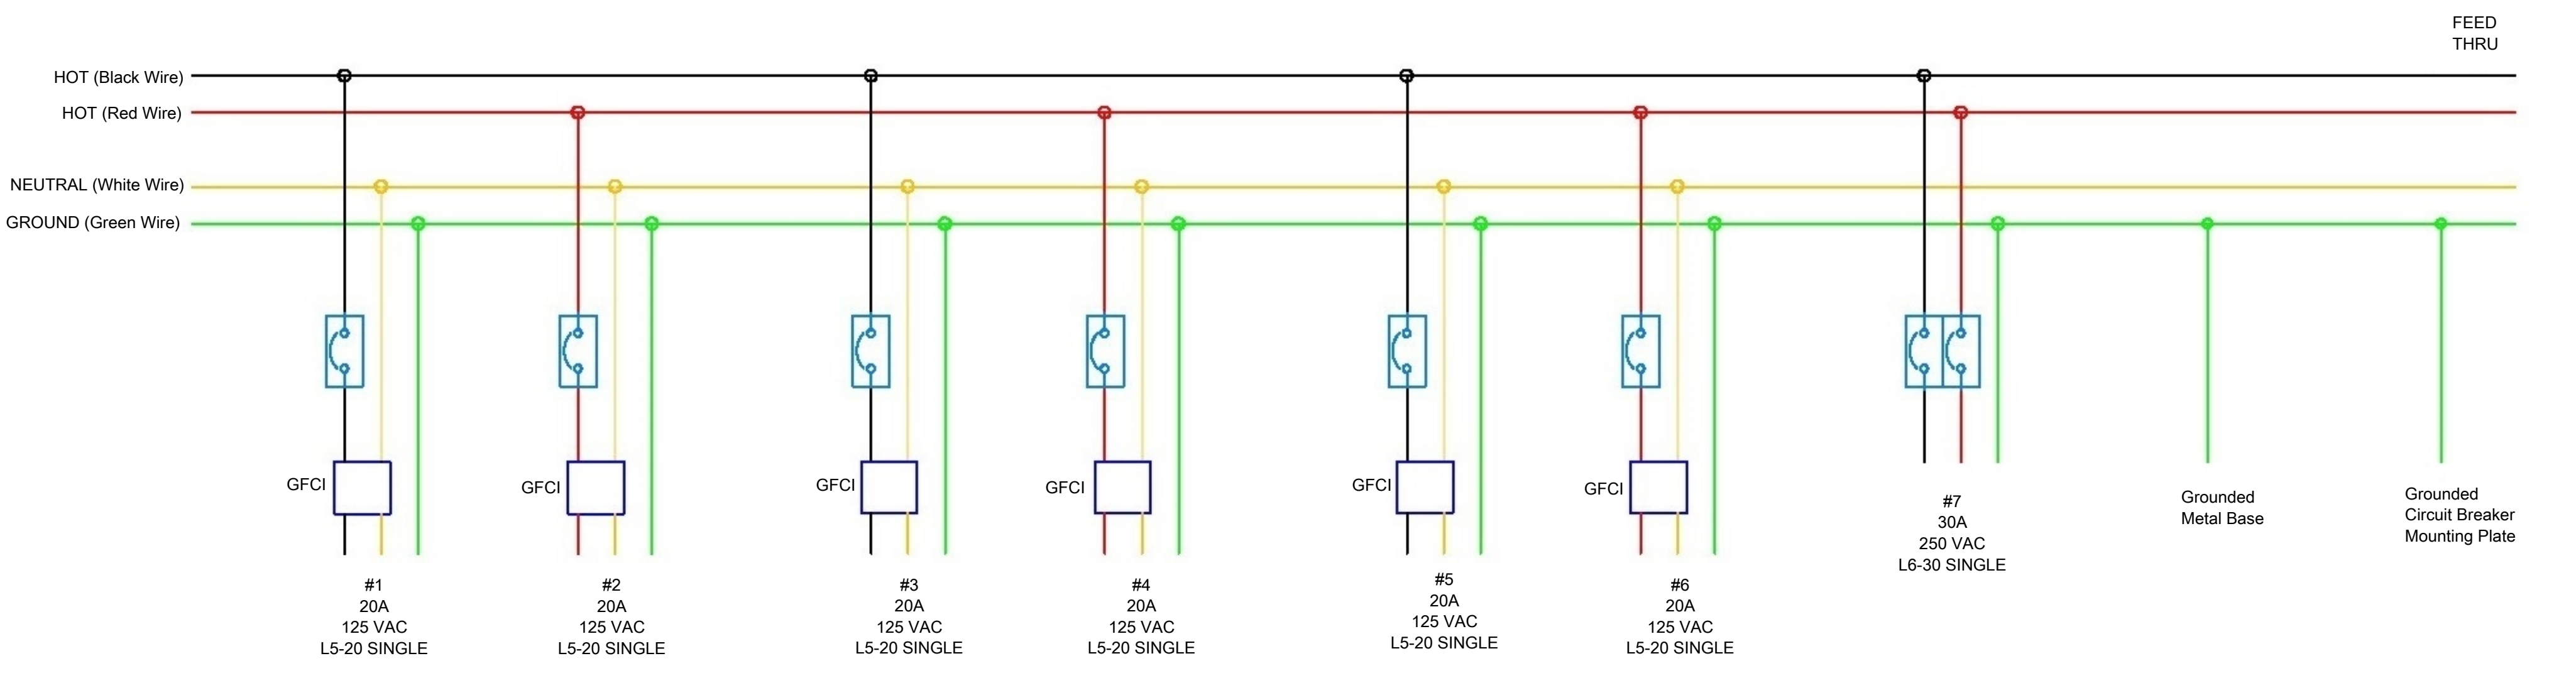 FEED
THRU
HOT (Black Wire)
HOT (Red Wire)
NEUTRAL (White Wire)
GROUND (Green Wire)
GFCI
GFCI
GFCI
GFCI
GFCI
GFCI
#1
20A
125 VAC
L5-20 SINGLE
#2
20A
125 VAC
L5-20 SINGLE
#3
20A
125 VAC
L5-20 SINGLE
#4
20A
125 VAC
L5-20 SINGLE
#5
20A
125 VAC
L5-20 SINGLE
#6
20A
125 VAC
L5-20 SINGLE
#7
30A
250 VAC
L6-30 SINGLE
Grounded
Metal Base
Grounded
Circuit Breaker
Mounting Plate